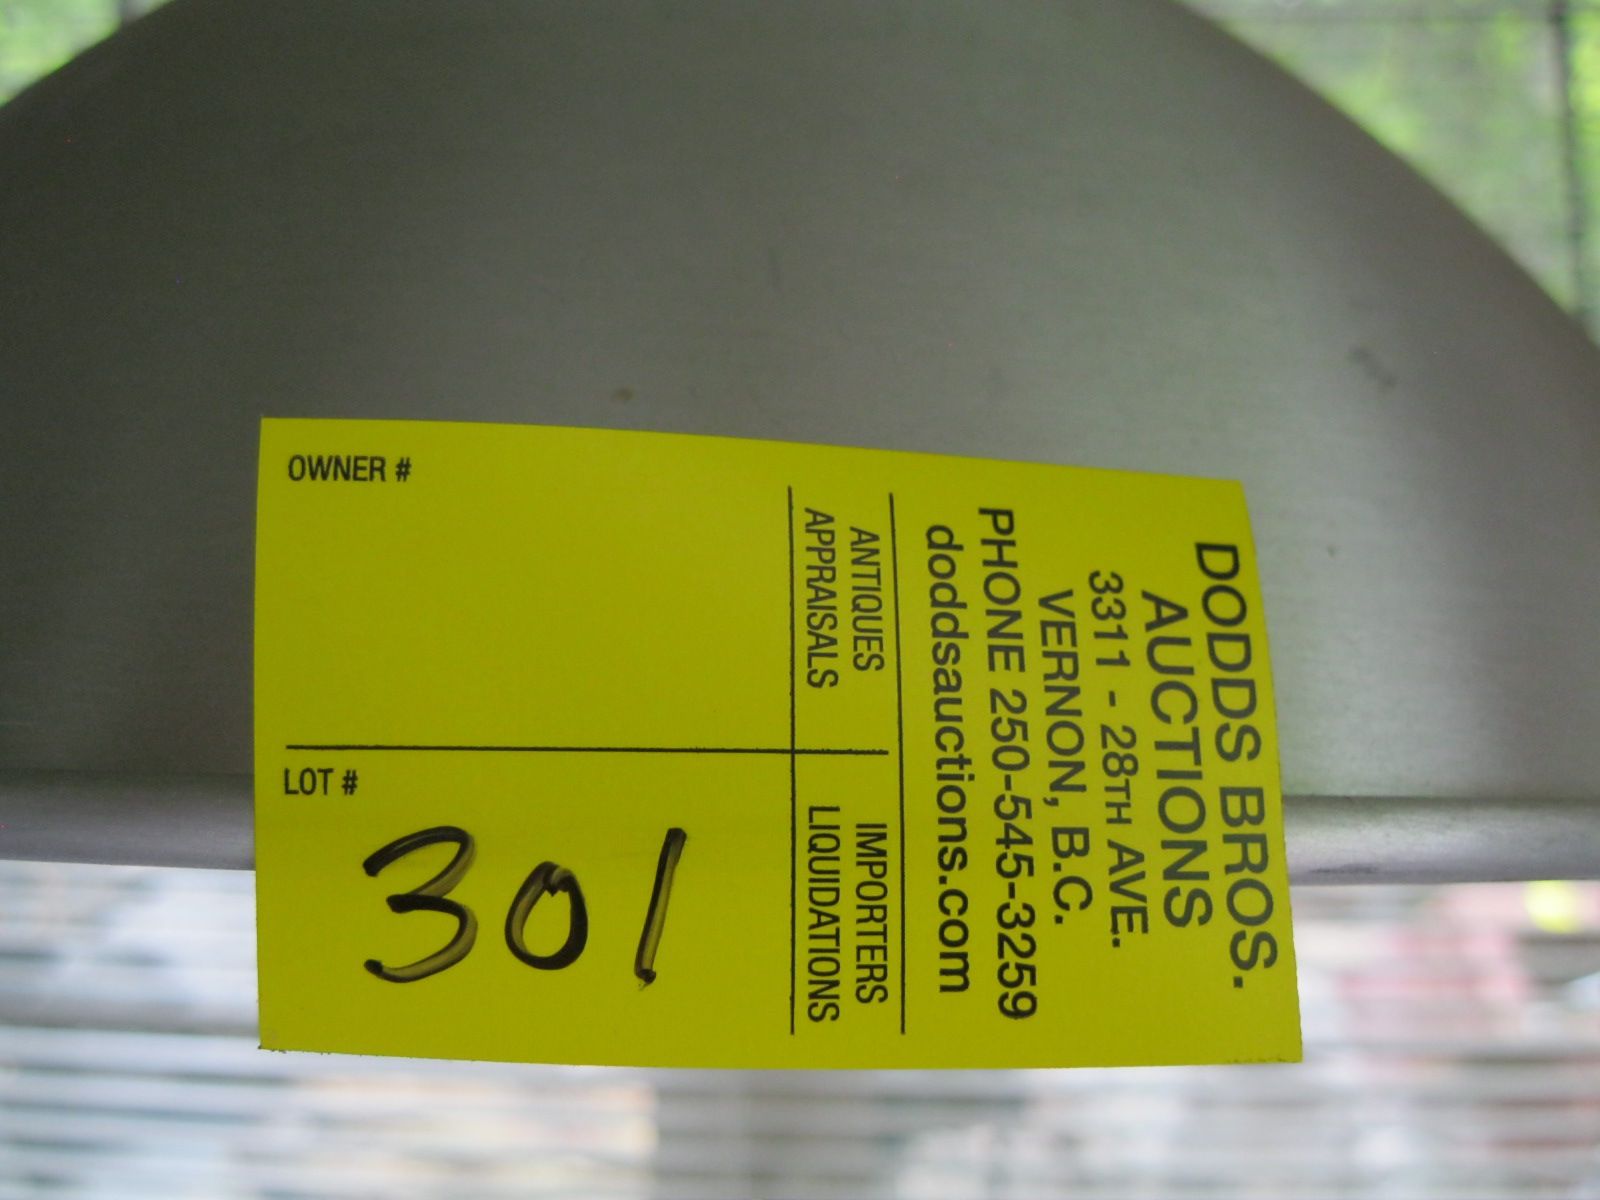 DODDS BROS.
AUCTIONS
3311 - 28TH AVE.
VERNON, B.C.
PHONE 250-545-3259
doddsauctions.com
ANTIQUES
APPRAISALS
IMPORTERS
LIQUIDATIONS
OWNER #
LOT #
301